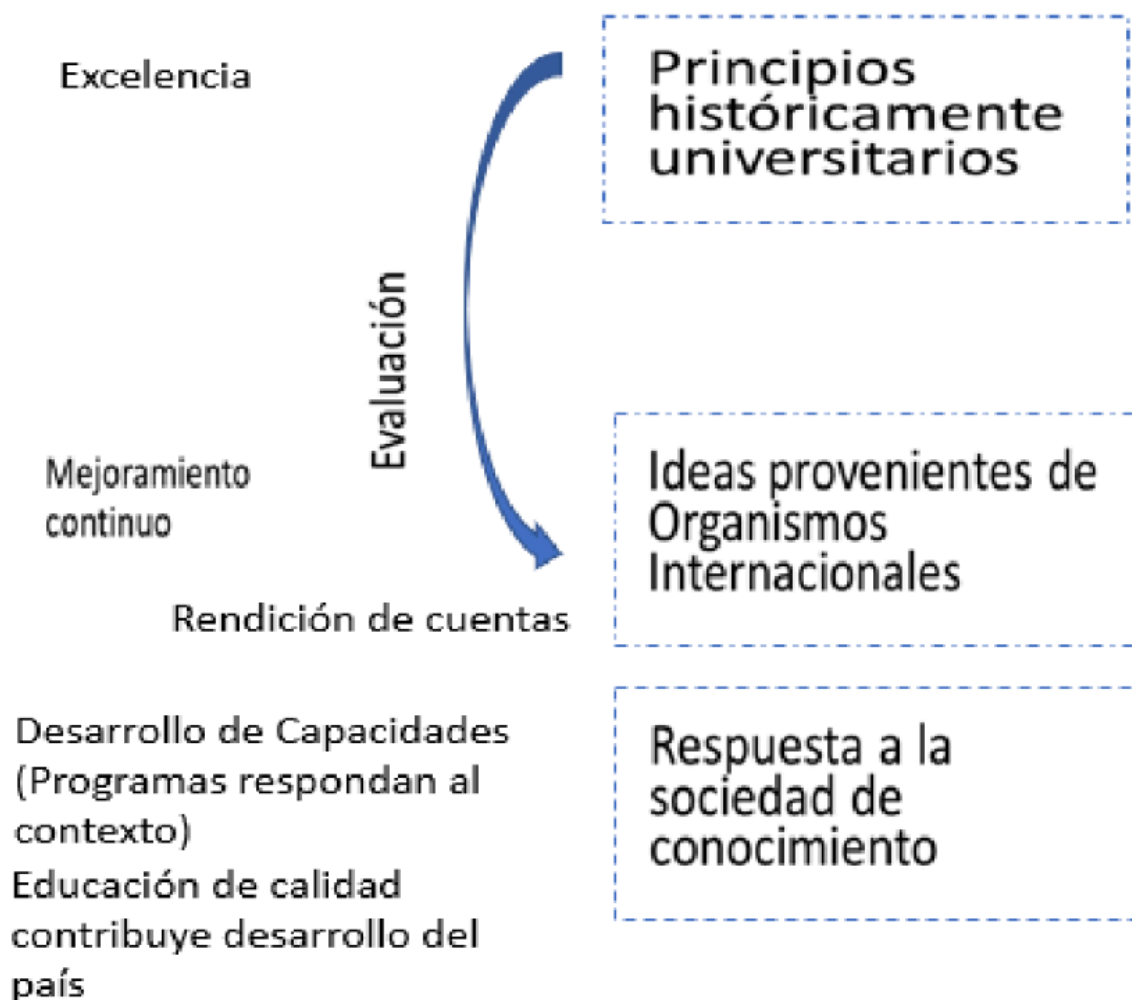 Excelencia
Principios
históricamente
universitarios
Evaluación
Mejoramiento
continuo
Ideas provenientes de
Organismos
Internacionales
Rendición de cuentas
Desarrollo de Capacidades
(Programas respondan al
contexto)
Educación de calidad
contribuye desarrollo del
país
Respuesta a la
sociedad de
conocimiento